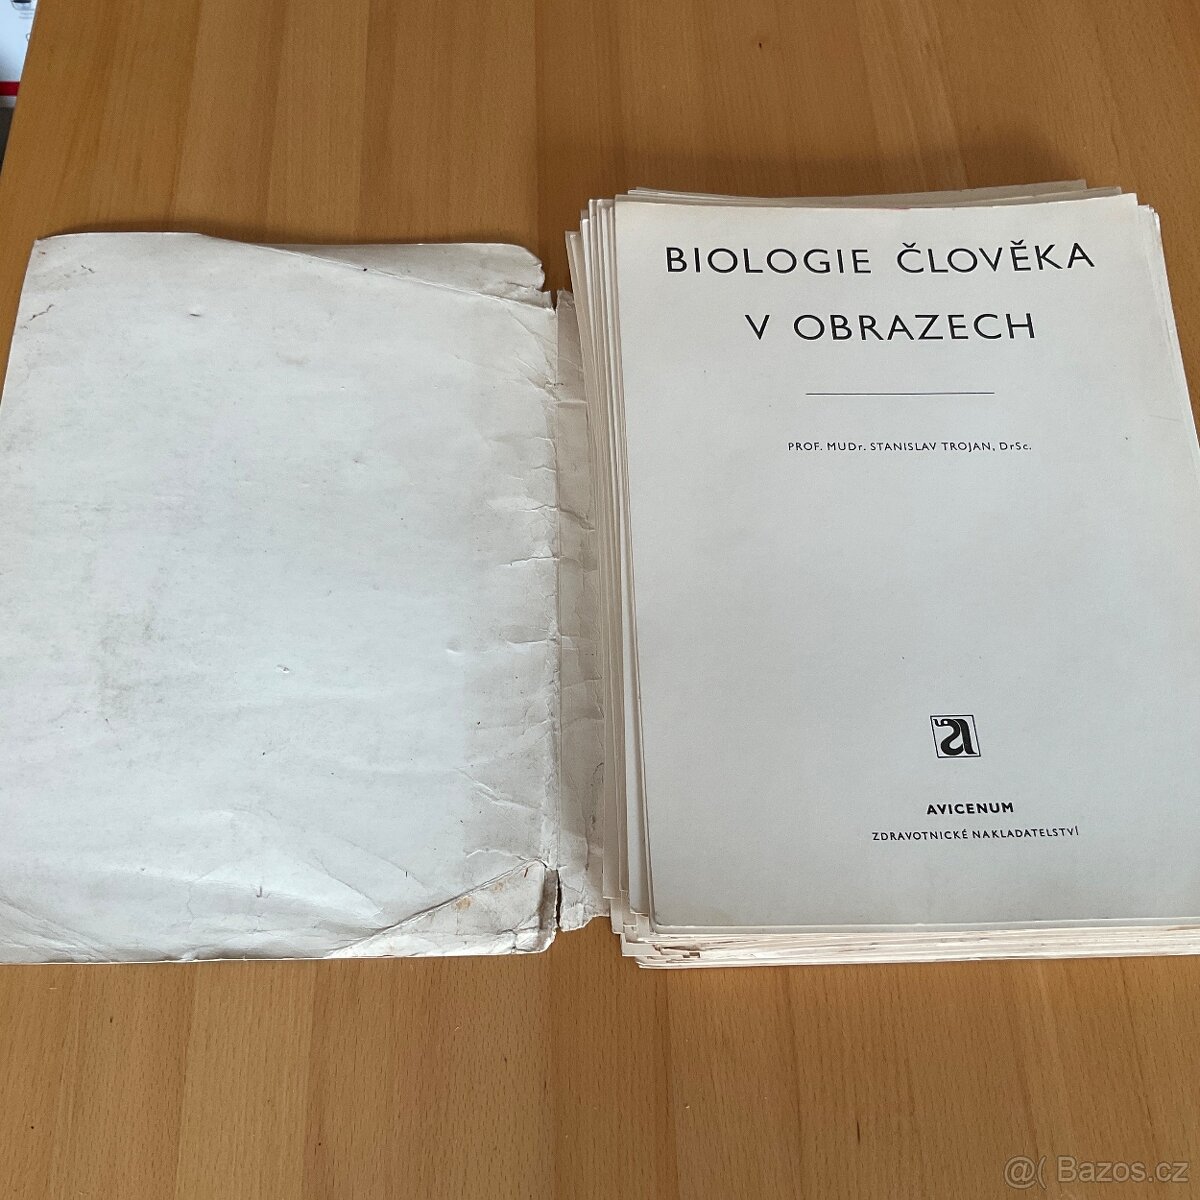 BIOLOGIE ČLOVĚKA
V OBRAZECH
PROF. MUDr. STANISLAV TROJAN, DrSc.
AVICENUM
ZDRAVOTNICKÉ NAKLADATELSTVÍ
@( Bazos.cz